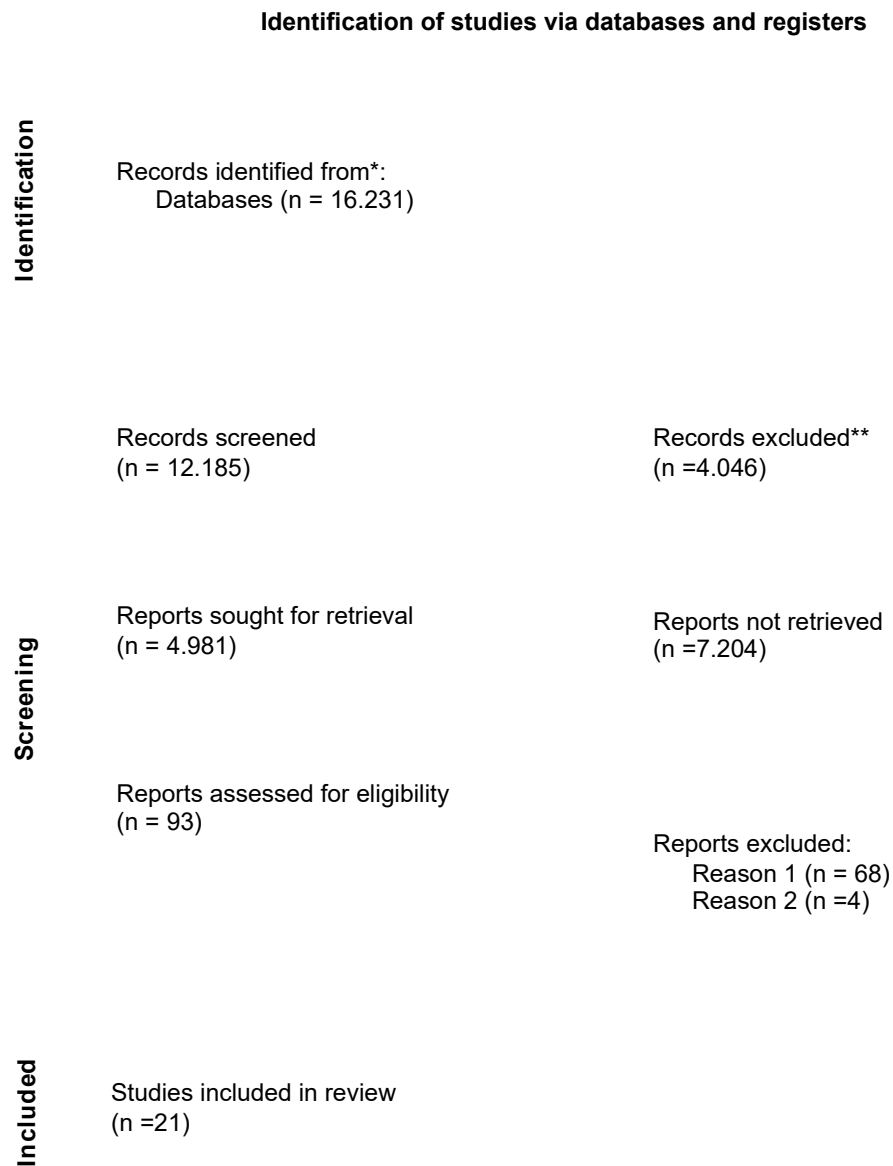 Identification of studies via databases and registers
Identification
Records identified from*:
Databases (n = 16.231)
Records screened
(n = 12.185)
Records excluded**
(n =4.046)
Screening
Reports sought for retrieval
(n = 4.981)
Reports not retrieved
(n =7.204)
Reports assessed for eligibility
(n = 93)
Reports excluded:
Reason 1 (n = 68)
Reason 2 (n =4)
Included
Studies included in review
(n =21)